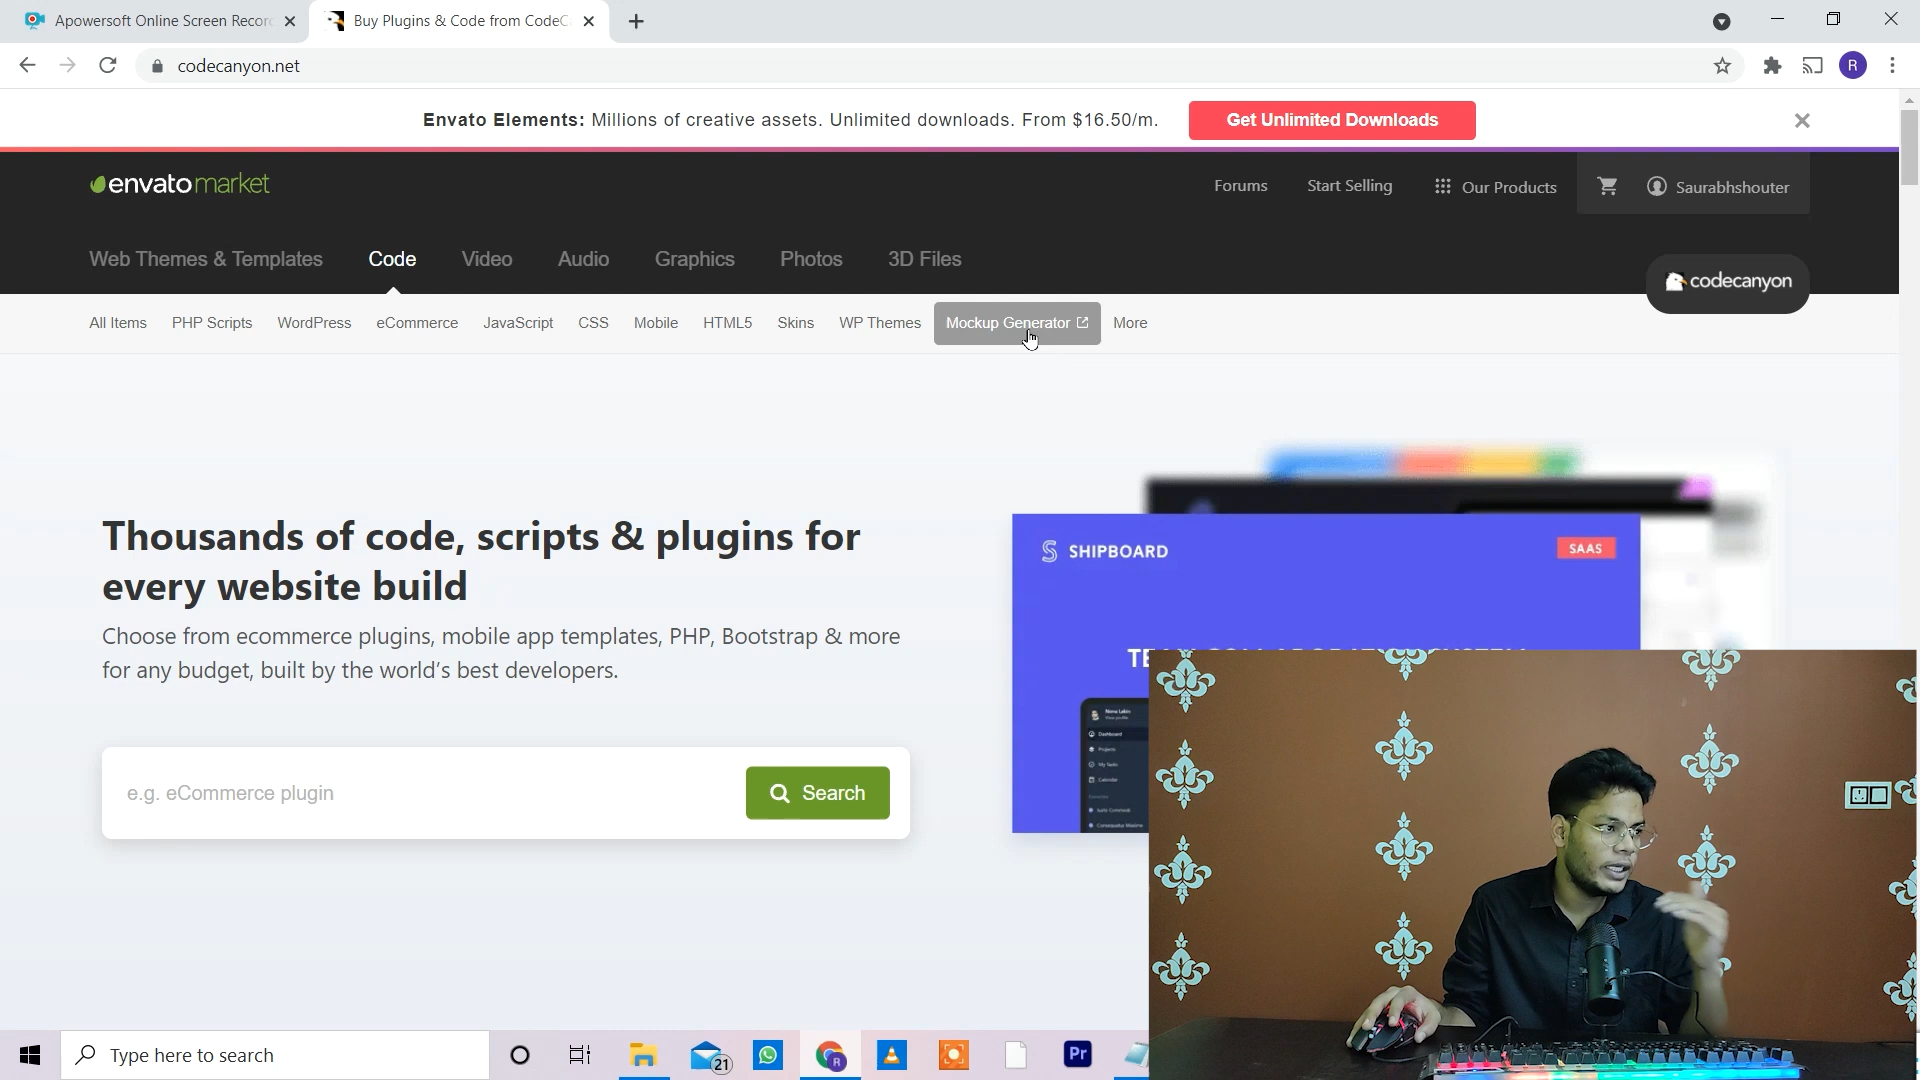 Apowersoft Online Screen Recor
Buy Plugins & Code from CodeC
codecanyon.net
R
Envato Elements: Millions of creative assets. Unlimited downloads. From $16.50/m.
Get Unlimited Downloads
envatomarket
Forums
Start Selling
Our Products
Saurabhshouter
Web Themes & Templates
Code
Video
Audio
Graphics
Photos
3D Files
codecanyon
All Items
PHP Scripts
WordPress
eCommerce
JavaScript
CSS
Mobile
HTML5
Skins
WP Themes
Mockup Generator
More
Thousands of code, scripts & plugins for
every website build
Choose from ecommerce plugins, mobile app templates, PHP, Bootstrap & more
for any budget, built by the world's best developers.
e.g. eCommerce plugin
Search
SHIPBOARD
SAAS
Dashboard
Projects
My Tasks
Calendar
Type here to search
21
R
Pr